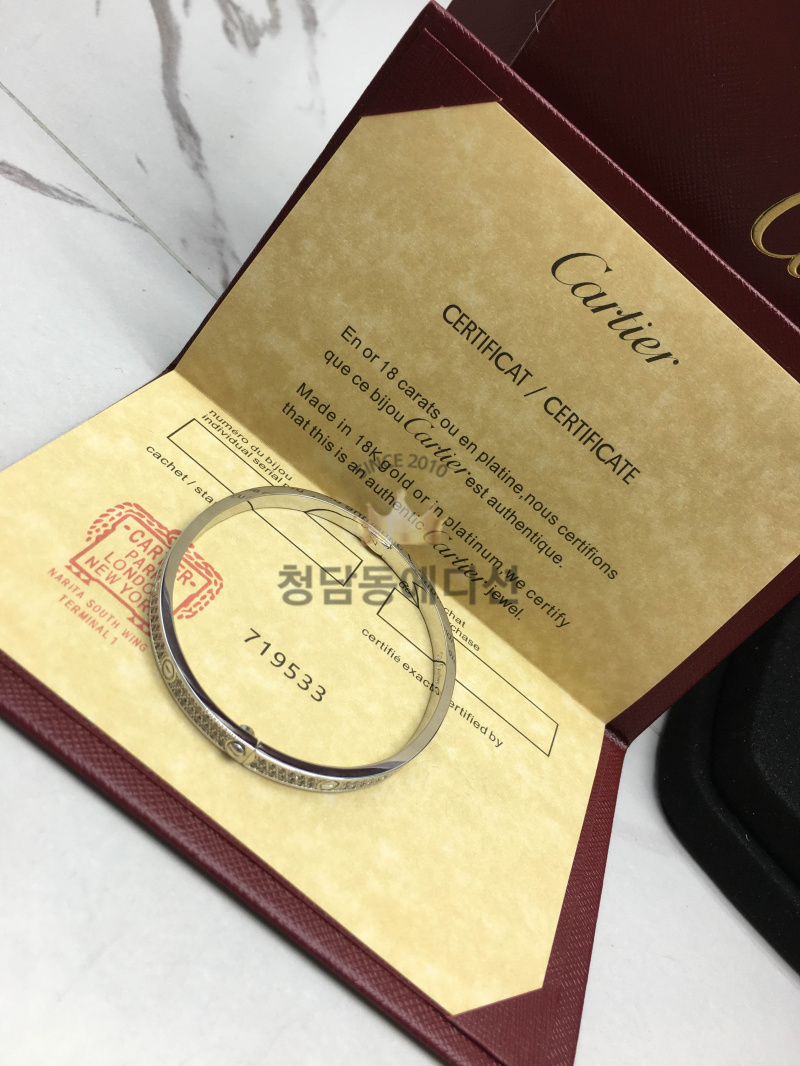 Cartier
CERTIFICAT / CERTIFICATE
En or 18 carats ou en platine,nous certifions
que ce bijou Cartier est authentique.
Made in 18K gold or in platinum,we certify
that this is an authentic Cartier jewel.
numéro du bijou
individual serial
cachet /
CARTIER
PARIS
LONDON
NEW YORK
NARITA SOUTH WING
TERMINAL 1
719533
certifié exact certified by
SINCE 2010
청담동에디션